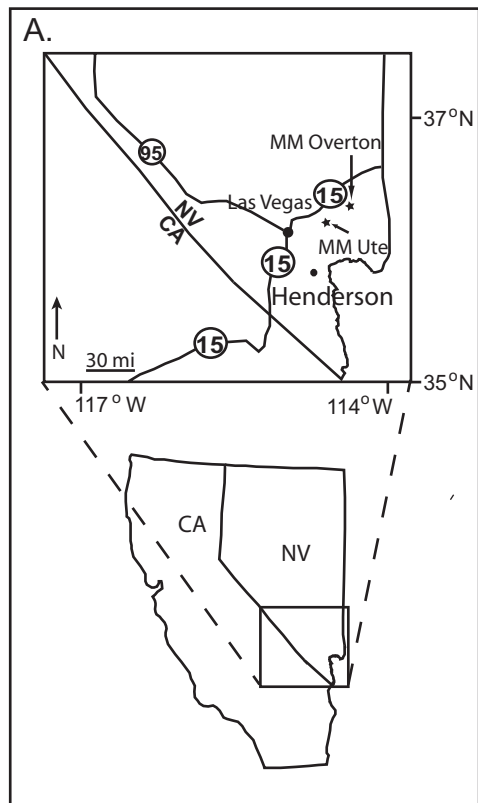 A.
37°N
MM Overton
95
15
Las Vegas
NV
CA
MM Ute
15
Henderson
N
30 mi
15
35°N
117° W
114° W
CA
NV